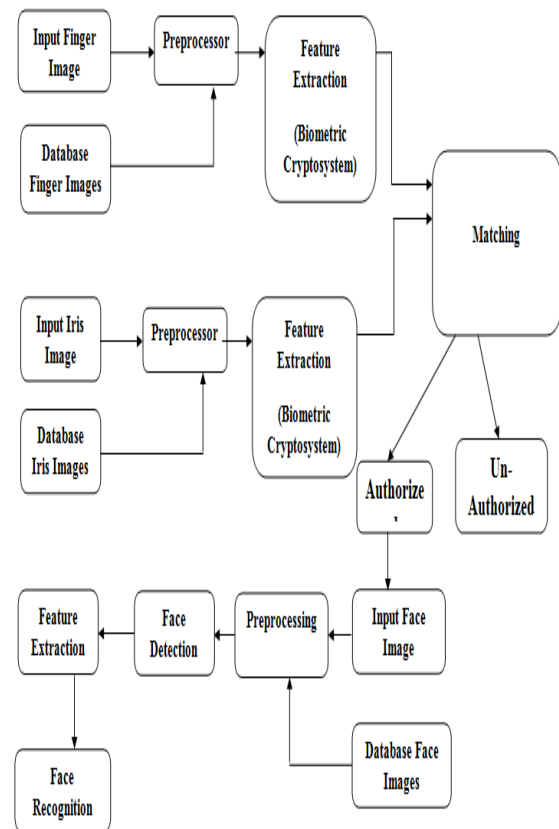 Input Finger
Image
Preprocessor
Feature
Extraction
(Biometric
Cryptosystem)
Database
Finger Images
Matching
Input Iris
Image
Preprocessor
Feature
Extraction
(Biometric
Cryptosystem)
Database
Iris Images
Authorize
Un-
Authorized
Feature
Extraction
Face
Detection
Preprocessing
Input Face
Image
Database Face
Images
Face
Recognition